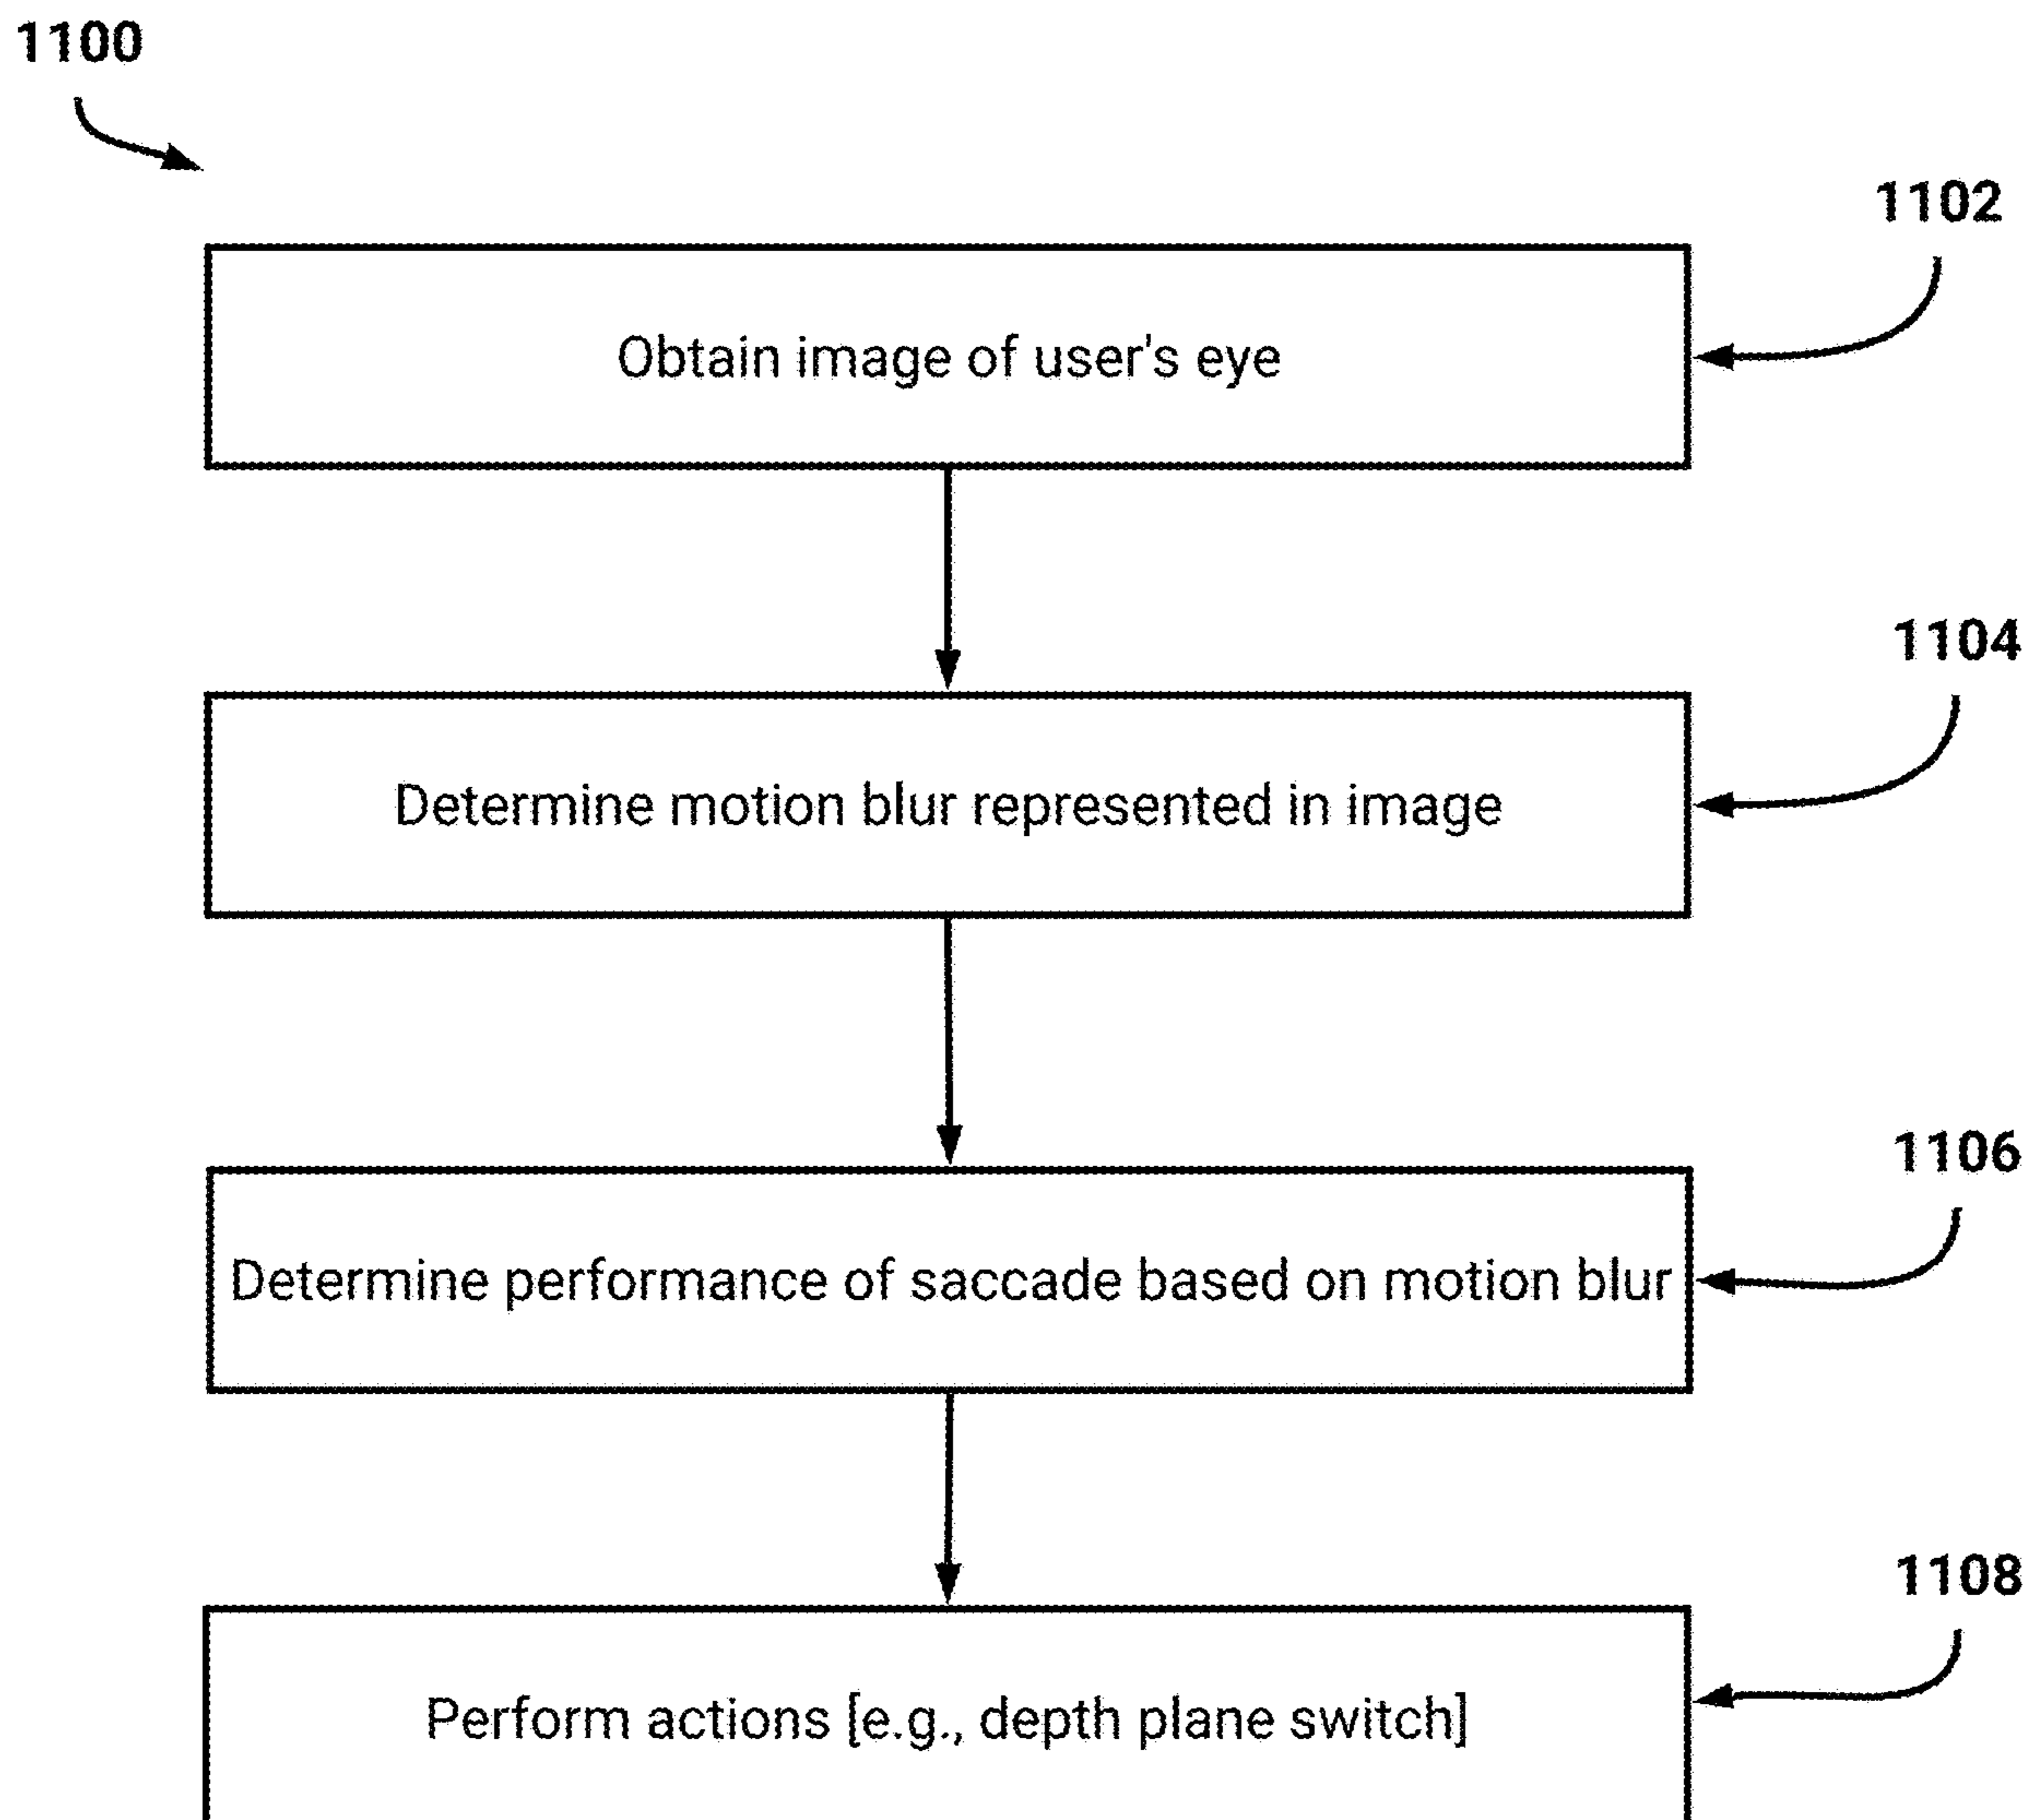 1100
1102
Obtain image of user's eye
1104
Determine motion blur represented in image
1106
Determine performance of saccade based on motion blur
1108
Perform actions [e.g., depth plane switch]